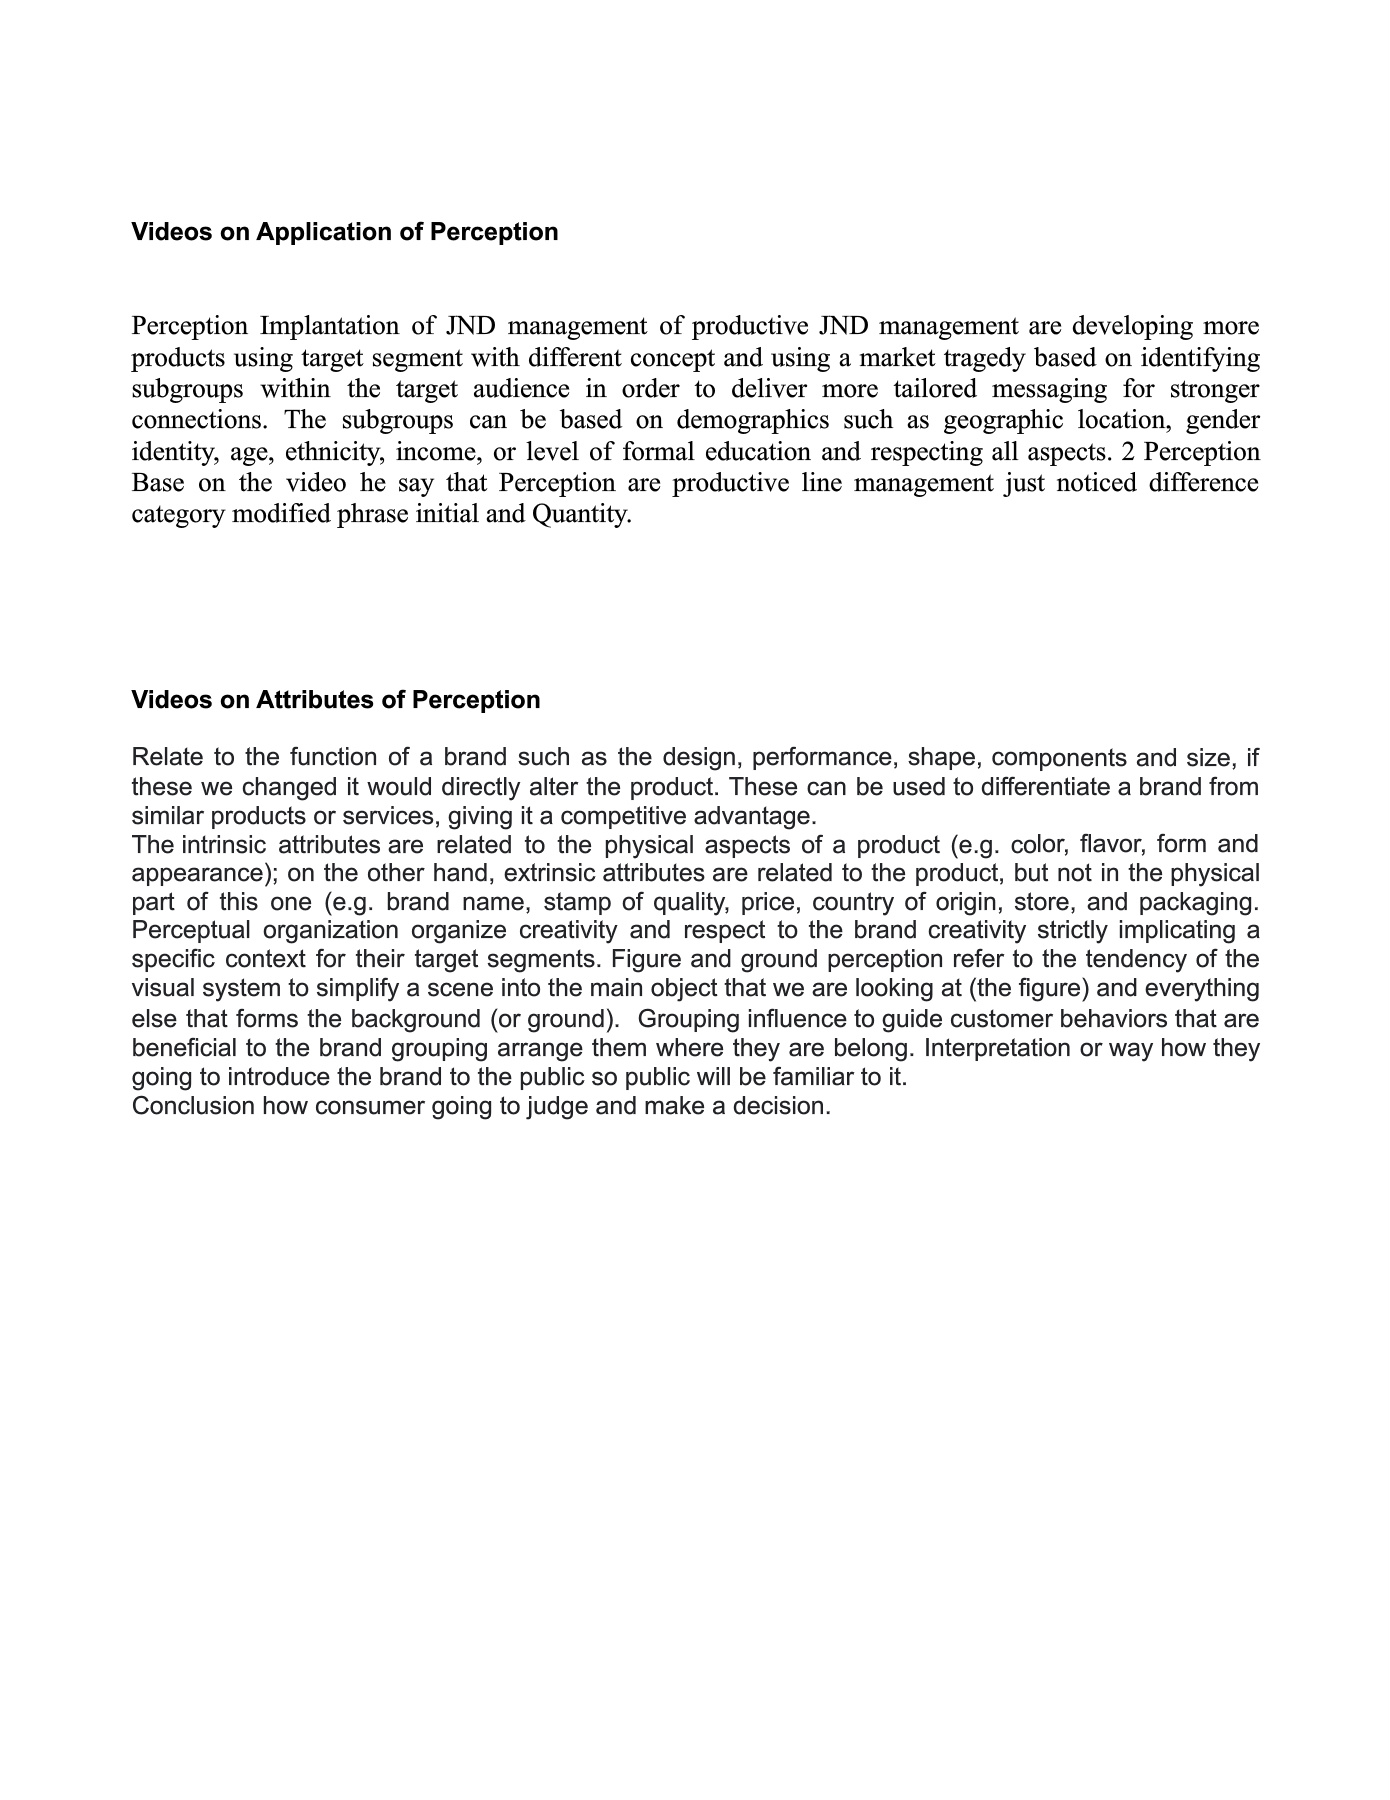 Videos on Application of Perception
Perception Implantation of JND management of productive JND management are developing more
products using target segment with different concept and using a market tragedy based on identifying
subgroups within the target audience in order to deliver more tailored messaging for stronger
connections. The subgroups can be based on demographics such as geographic location, gender
identity, age, ethnicity, income, or level of formal education and respecting all aspects. 2 Perception
Base on the video he say that Perception are productive line management just noticed difference
category modified phrase initial and Quantity.
Videos on Attributes of Perception
Relate to the function of a brand such as the design, performance, shape, components and size, if
these we changed it would directly alter the product. These can be used to differentiate a brand from
similar products or services, giving it a competitive advantage.
The intrinsic attributes are related to the physical aspects of a product (e.g. color, flavor, form and
appearance); on the other hand, extrinsic attributes are related to the product, but not in the physical
part of this one (e.g. brand name, stamp of quality, price, country of origin, store, and packaging.
Perceptual organization organize creativity and respect to the brand creativity strictly implicating a
specific context for their target segments. Figure and ground perception refer to the tendency of the
visual system to simplify a scene into the main object that we are looking at (the figure) and everything
else that forms the background (or ground).  Grouping influence to guide customer behaviors that are
beneficial to the brand grouping arrange them where they are belong. Interpretation or way how they
going to introduce the brand to the public so public will be familiar to it.
Conclusion how consumer going to judge and make a decision.